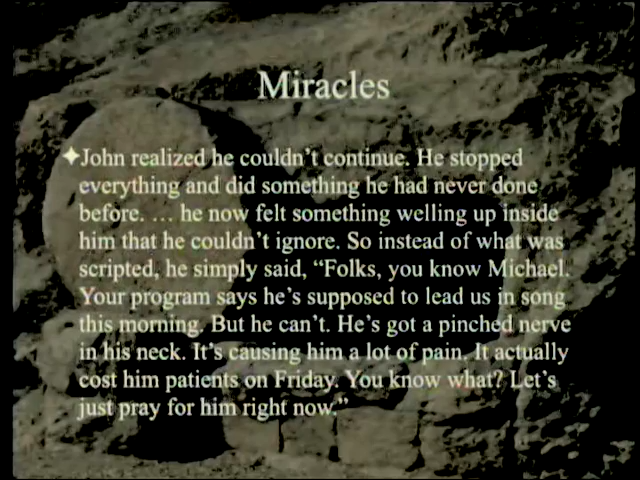 Miracles
✦John realized he couldn't continue. He stopped
everything and did something he had never done
before. … he now felt something welling up inside
him that he couldn't ignore. So instead of what was
scripted, he simply said, “Folks, you know Michael.
Your program says he's supposed to lead us in song
this morning. But he can't. He's got a pinched nerve
in his neck. It's causing him a lot of pain. It actually
cost him patients on Friday. You know what? Let's
just pray for him right now.”